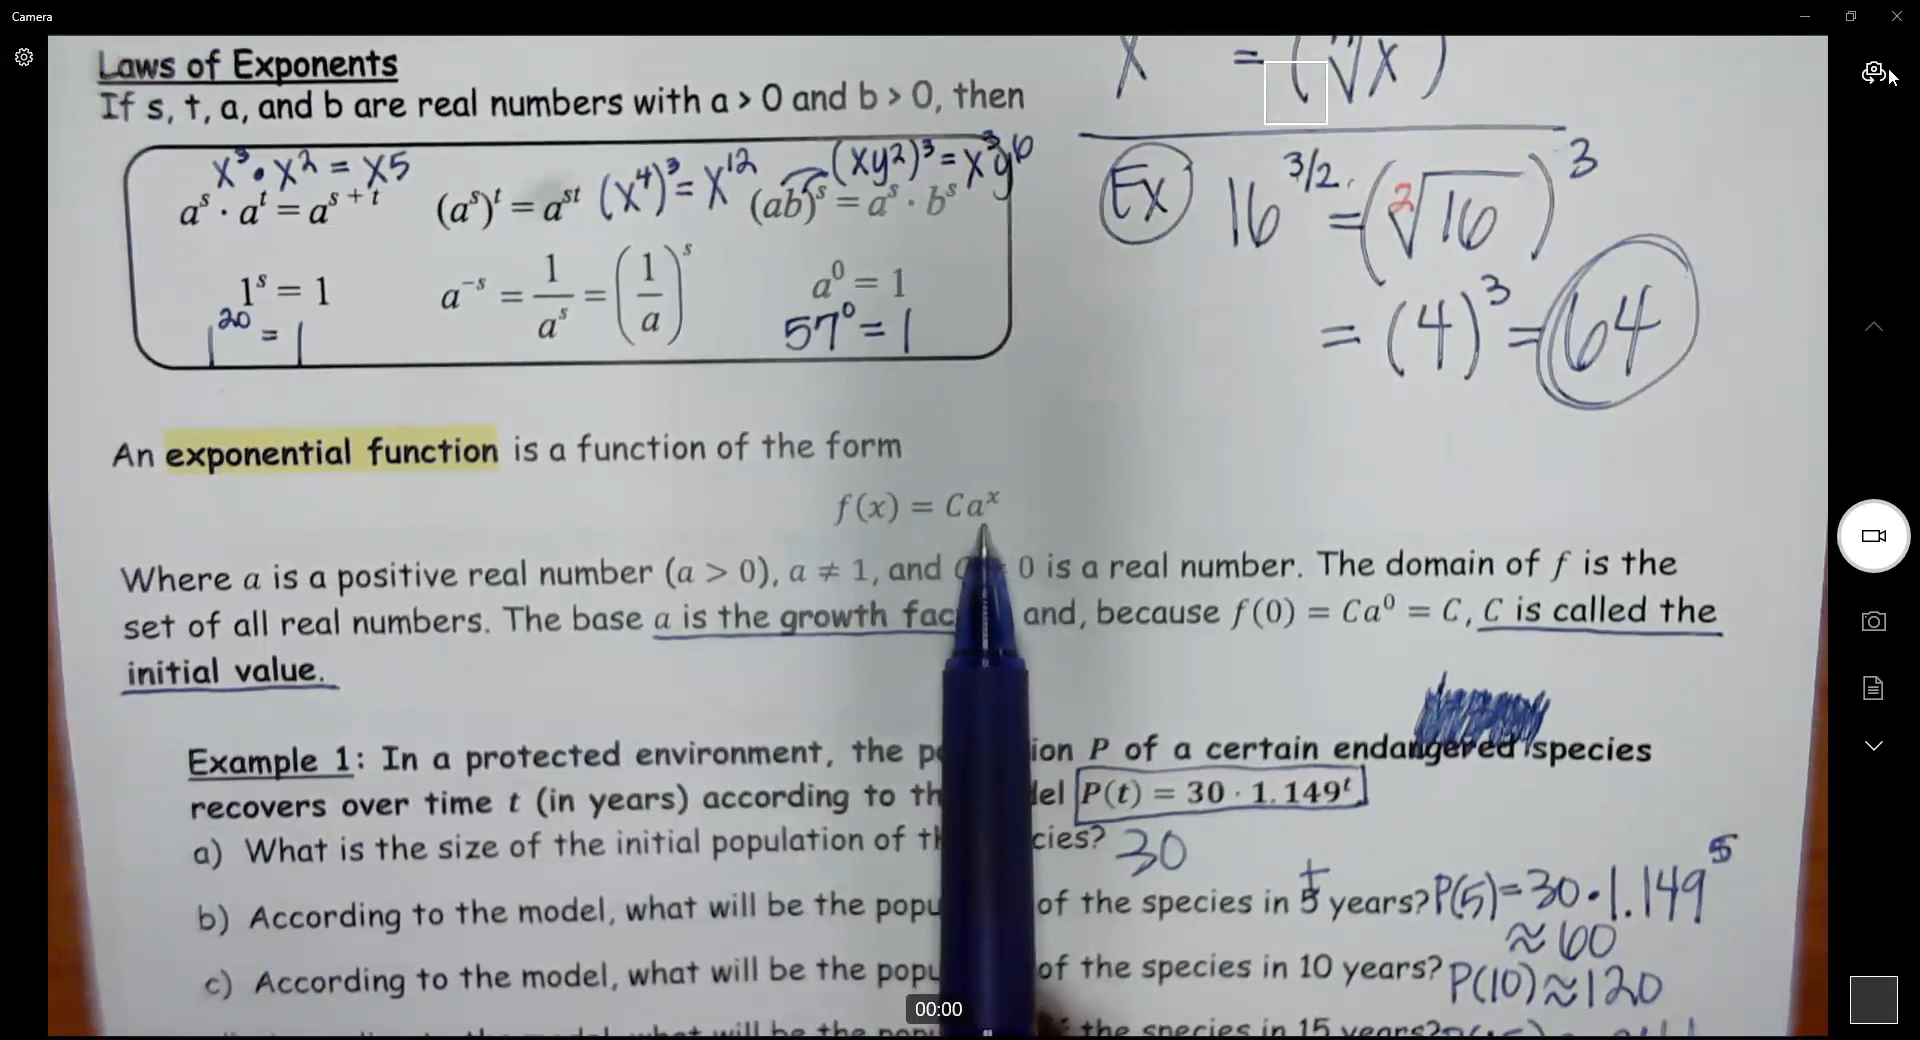 Camera
Laws of Exponents
If s, t, a, and b are real numbers with a > 0 and b > 0, then
x³ • x² = x5
(x⁴)³ = x¹²
(xy²)³ = x³y⁶
aˢ · aᵗ = aˢ⁺ᵗ
(aˢ)ᵗ = aˢᵗ
(ab)ˢ = aˢ · bˢ
1ˢ = 1
a⁻ˢ = 1/aˢ = (1/a)ˢ
a⁰ = 1
1²⁰ = 1
57⁰ = 1
Ex 16^3/2 = (²√16)³
= (4)³ = 64
An exponential function is a function of the form
f(x) = Caˣ
Where a is a positive real number (a > 0), a ≠ 1, and 0 is a real number. The domain of f is the
set of all real numbers. The base a is the growth and, because f(0) = Ca⁰ = C, C is called the
initial value.
Example 1: In a protected environment, the P of a certain endangered species
recovers over time t (in years) according to P(t) = 30 · 1.149ᵗ
a) What is the size of the initial population of 30
b) According to the model, what will be the of the species in 5 years? P(5) = 30 • 1.149⁵
t
≈ 60
c) According to the model, what will be the of the species in 10 years? P(10) ≈ 120
will be the the species in 15 years?
00:00